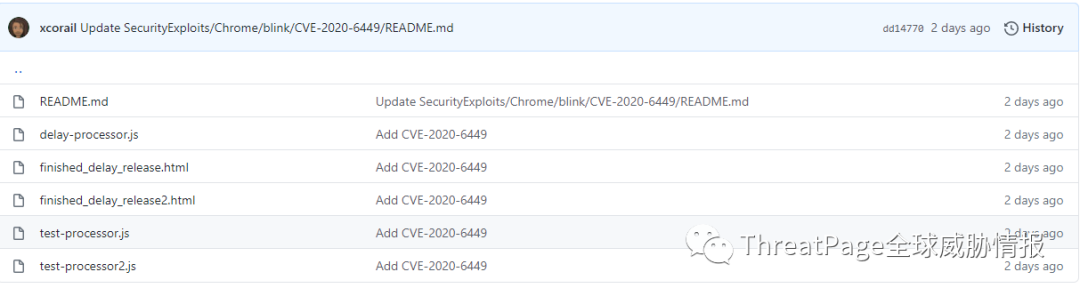 xcorail Update SecurityExploits/Chrome/blink/CVE-2020-6449/README.md dd14770 2 days ago History
..
README.md Update SecurityExploits/Chrome/blink/CVE-2020-6449/README.md 2 days ago
delay-processor.js Add CVE-2020-6449 2 days ago
finished_delay_release.html Add CVE-2020-6449 2 days ago
finished_delay_release2.html Add CVE-2020-6449 2 days ago
test-processor.js Add CVE-2020-6449 2 days ago
ThreatPage全球威胁情报
test-processor2.js Add CVE-2020-6449 2 days ago